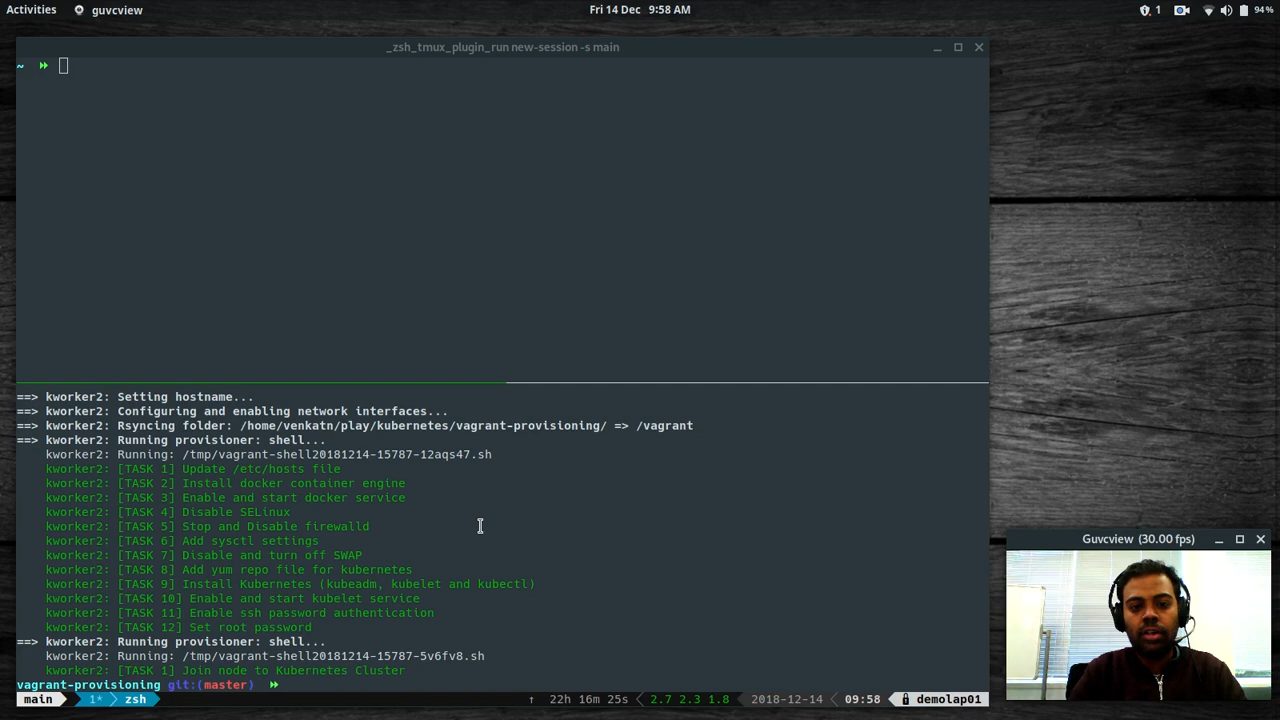 Activities guvcview Fri 14 Dec 9:58 AM 1 94%
_zsh_tmux_plugin_run new-session -s main
~
==> kworker2: Setting hostname...
==> kworker2: Configuring and enabling network interfaces...
==> kworker2: Rsyncing folder: /home/venkatn/play/kubernetes/vagrant-provisioning/ => /vagrant
==> kworker2: Running provisioner: shell...
kworker2: Running: /tmp/vagrant-shell20181214-15787-12aqs47.sh
kworker2: [TASK 1] Update /etc/hosts file
kworker2: [TASK 2] Install docker container engine
kworker2: [TASK 3] Enable and start docker service
kworker2: [TASK 4] Disable SELinux
kworker2: [TASK 5] Stop and Disable firewalld
kworker2: [TASK 6] Add sysctl settings
kworker2: [TASK 7] Disable and turn off SWAP
kworker2: [TASK 8] Add yum repo file for kubernetes
kworker2: [TASK 9] Install Kubernetes (kubeadm, kubelet and kubectl)
kworker2: [TASK 10] Enable and start kubelet service
kworker2: [TASK 11] Enable ssh password authentication
kworker2: [TASK 12] Set root password
==> kworker2: Running provisioner: shell...
kworker2: Running:
kworker2: [TASK 1] Join node to Kubernetes Cluster
vagrant-provisioning git:(master)
main 1* zsh ↑ 22h 16m 25s 2.7 2.3 1.8 2018-12-14 09:58 demolap01
Guvcview (30.00 fps)